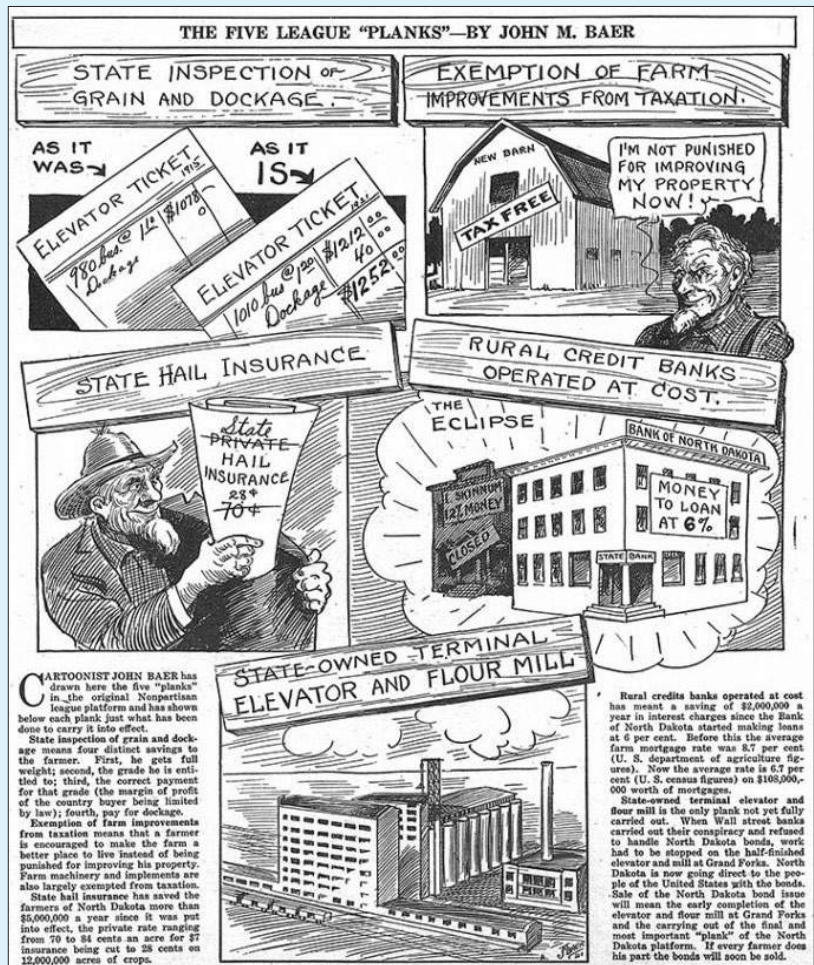 THE FIVE LEAGUE "PLANKS"—BY JOHN M. BAER
STATE INSPECTION OF
GRAIN AND DOCKAGE.
EXEMPTION OF FARM
IMPROVEMENTS FROM TAXATION.
AS IT
WAS
AS IT
IS
ELEVATOR TICKET
1915
980 bus. @ 1 10 $1078
Dockage 0
ELEVATOR TICKET
1010 bus @ 1 20 $1212 00
Dockage 40 00
$1252 00
NEW BARN
TAX FREE
I'M NOT PUNISHED
FOR IMPROVING
MY PROPERTY
NOW!
STATE HAIL INSURANCE
RURAL CREDIT BANKS
OPERATED AT COST.
State
PRIVATE
HAIL
INSURANCE
28¢
70¢
THE
ECLIPSE
I. SKINNUM
12% MONEY
CLOSED
BANK OF NORTH DAKOTA
MONEY
TO LOAN
AT 6%
STATE BANK
STATE-OWNED TERMINAL
ELEVATOR AND FLOUR MILL
CARTOONIST JOHN BAER has
drawn here the five "planks"
in the original Nonpartisan
league platform and has shown
below each plank just what has been
done to carry it into effect.
State inspection of grain and dock-
age means four distinct savings to
the farmer. First, he gets full
weight; second, the grade he is enti-
tled to; third, the correct payment
for that grade (the margin of profit
of the country buyer being limited
by law); fourth, pay for dockage.
Exemption of farm improvements
from taxation means that a farmer
is encouraged to make the farm a
better place to live instead of being
punished for improving his property.
Farm machinery and implements are
also largely exempted from taxation.
State hail insurance has saved the
farmers of North Dakota more than
$5,000,000 a year since it was put
into effect, the private rate ranging
from 70 to 84 cents an acre for $7
insurance being cut to 28 cents on
12,000,000 acres of crops.
Rural credits banks operated at cost
has meant a saving of $2,000,000 a
year in interest charges since the Bank
of North Dakota started making loans
at 6 per cent. Before this the average
farm mortgage rate was 8.7 per cent
(U. S. department of agriculture fig-
ures). Now the average rate is 6.7 per
cent (U. S. census figures) on $108,000,-
000 worth of mortgages.
State-owned terminal elevator and
flour mill is the only plank not yet fully
carried out. When Wall street banks
carried out their conspiracy and refused
to handle North Dakota bonds, work
had to be stopped on the half-finished
elevator and mill at Grand Forks. North
Dakota is now going direct to the peo-
ple of the United States with the bonds.
Sale of the North Dakota bond issue
will mean the early completion of the
elevator and flour mill at Grand Forks
and the carrying out of the final and
most important "plank" of the North
Dakota platform. If every farmer does
his part the bonds will soon be sold.